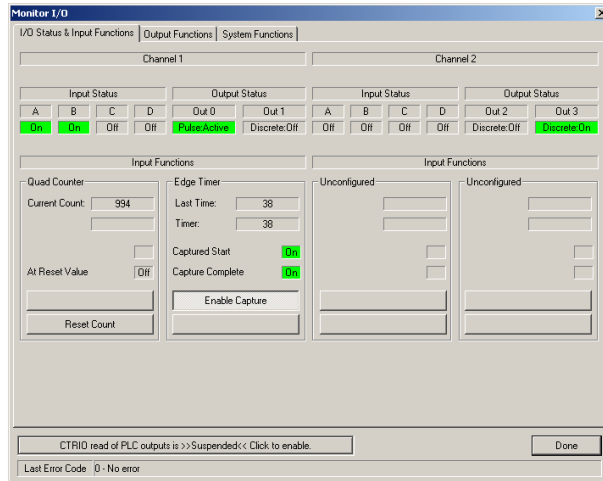 Monitor I/O
I/O Status & Input Functions Output Functions System Functions
Channel 1 Channel 2
Input Status Output Status Input Status Output Status
A B C D Out 0 Out 1 A B C D Out 2 Out 3
On On Off Off Pulse:Active Discrete:Off Off Off Off Off Discrete:Off Discrete:On
Input Functions Input Functions
Quad Counter Edge Timer Unconfigured Unconfigured
Current Count: 994 Last Time: 38
Timer: 38
Captured Start On
At Reset Value Off Capture Complete On
Enable Capture
Reset Count
CTRIO read of PLC outputs is >>Suspended<< Click to enable. Done
Last Error Code 0 - No error